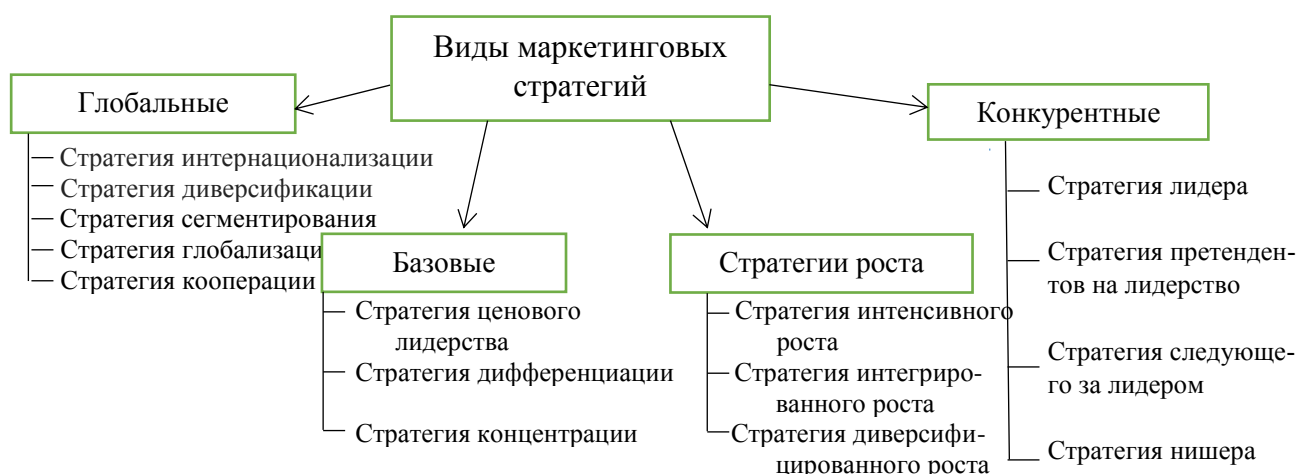 Виды маркетинговых
стратегий
Глобальные
Стратегия интернационализации
Стратегия диверсификации
Стратегия сегментирования
Стратегия глобализаци
Стратегия кооперации
Базовые
Стратегия ценового
лидерства
Стратегия дифференциации
Стратегия концентрации
Стратегии роста
Стратегия интенсивного
роста
Стратегия интегриро-
ванного роста
Стратегия диверсифи-
цированного роста
Конкурентные
Стратегия лидера
Стратегия претенден-
тов на лидерство
Стратегия следующе-
го за лидером
Стратегия нишера